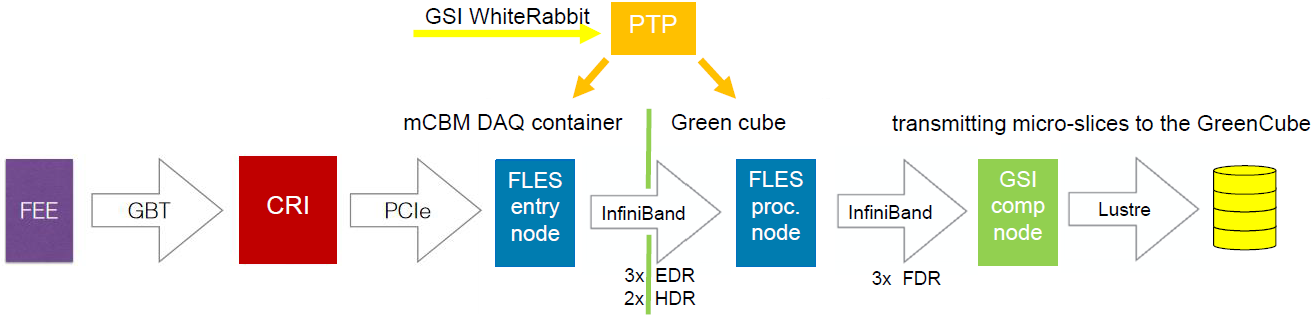 GSI WhiteRabbit
PTP
mCBM DAQ container
Green cube
transmitting micro-slices to the GreenCube
FEE
GBT
CRI
PCIe
FLES
entry
node
InfiniBand
3x EDR
2x HDR
FLES
proc.
node
InfiniBand
3x FDR
GSI
comp
node
Lustre